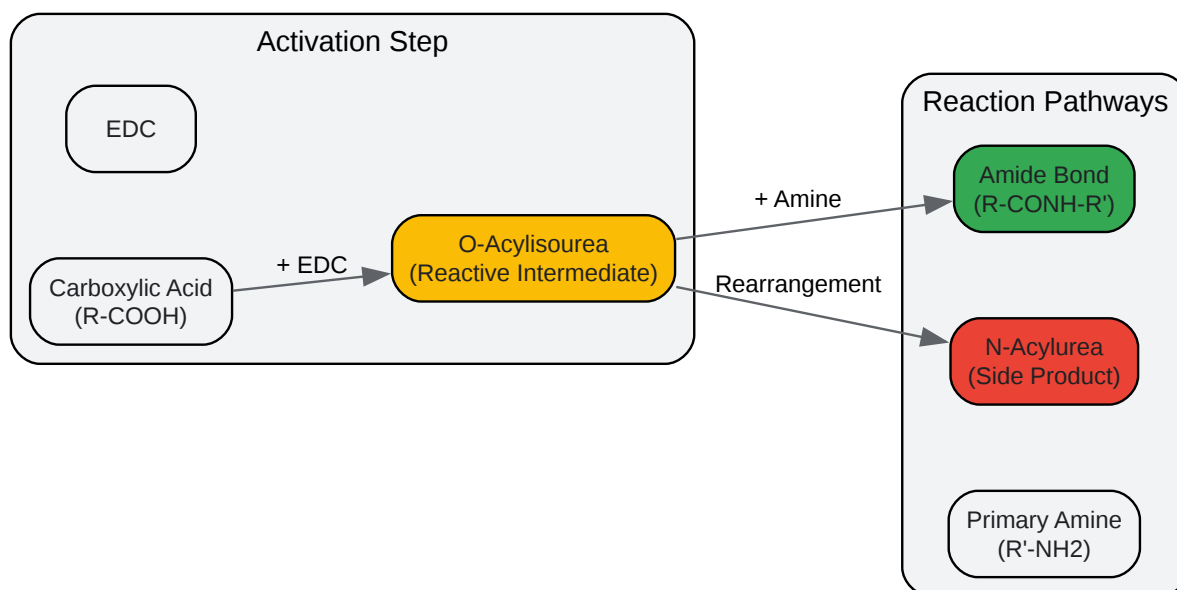 Activation Step
EDC
Carboxylic Acid
(R-COOH)
+ EDC
O-Acylisourea
(Reactive Intermediate)
+ Amine
Rearrangement
Reaction Pathways
Amide Bond
(R-CONH-R')
N-Acylurea
(Side Product)
Primary Amine
(R'-NH2)